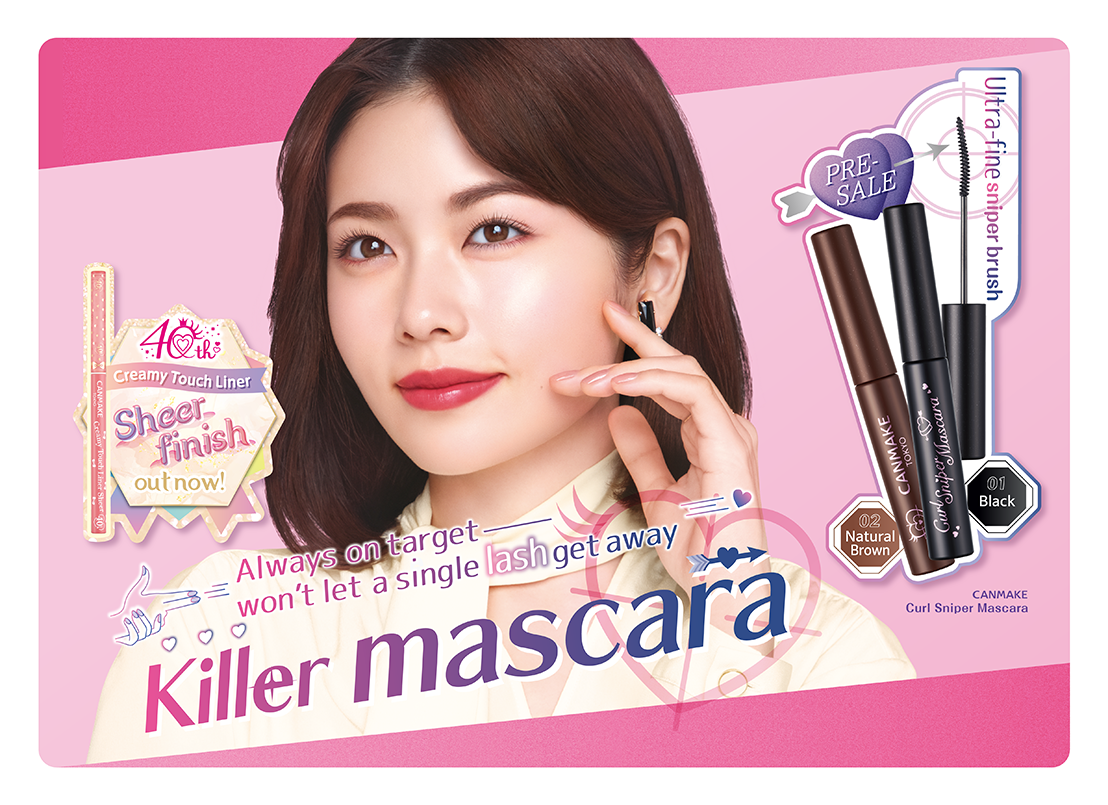 40th
Creamy Touch Liner
Sheer
finish
out now!
CANMAKE Creamy Touch Liner Sheer
Always on target
won't let a single lash get away
Killer mascara
PRE-
SALE
Ultra-fine sniper brush
CANMAKE
TOKYO
Curl Sniper Mascara
02
Natural
Brown
01
Black
CANMAKE
Curl Sniper Mascara